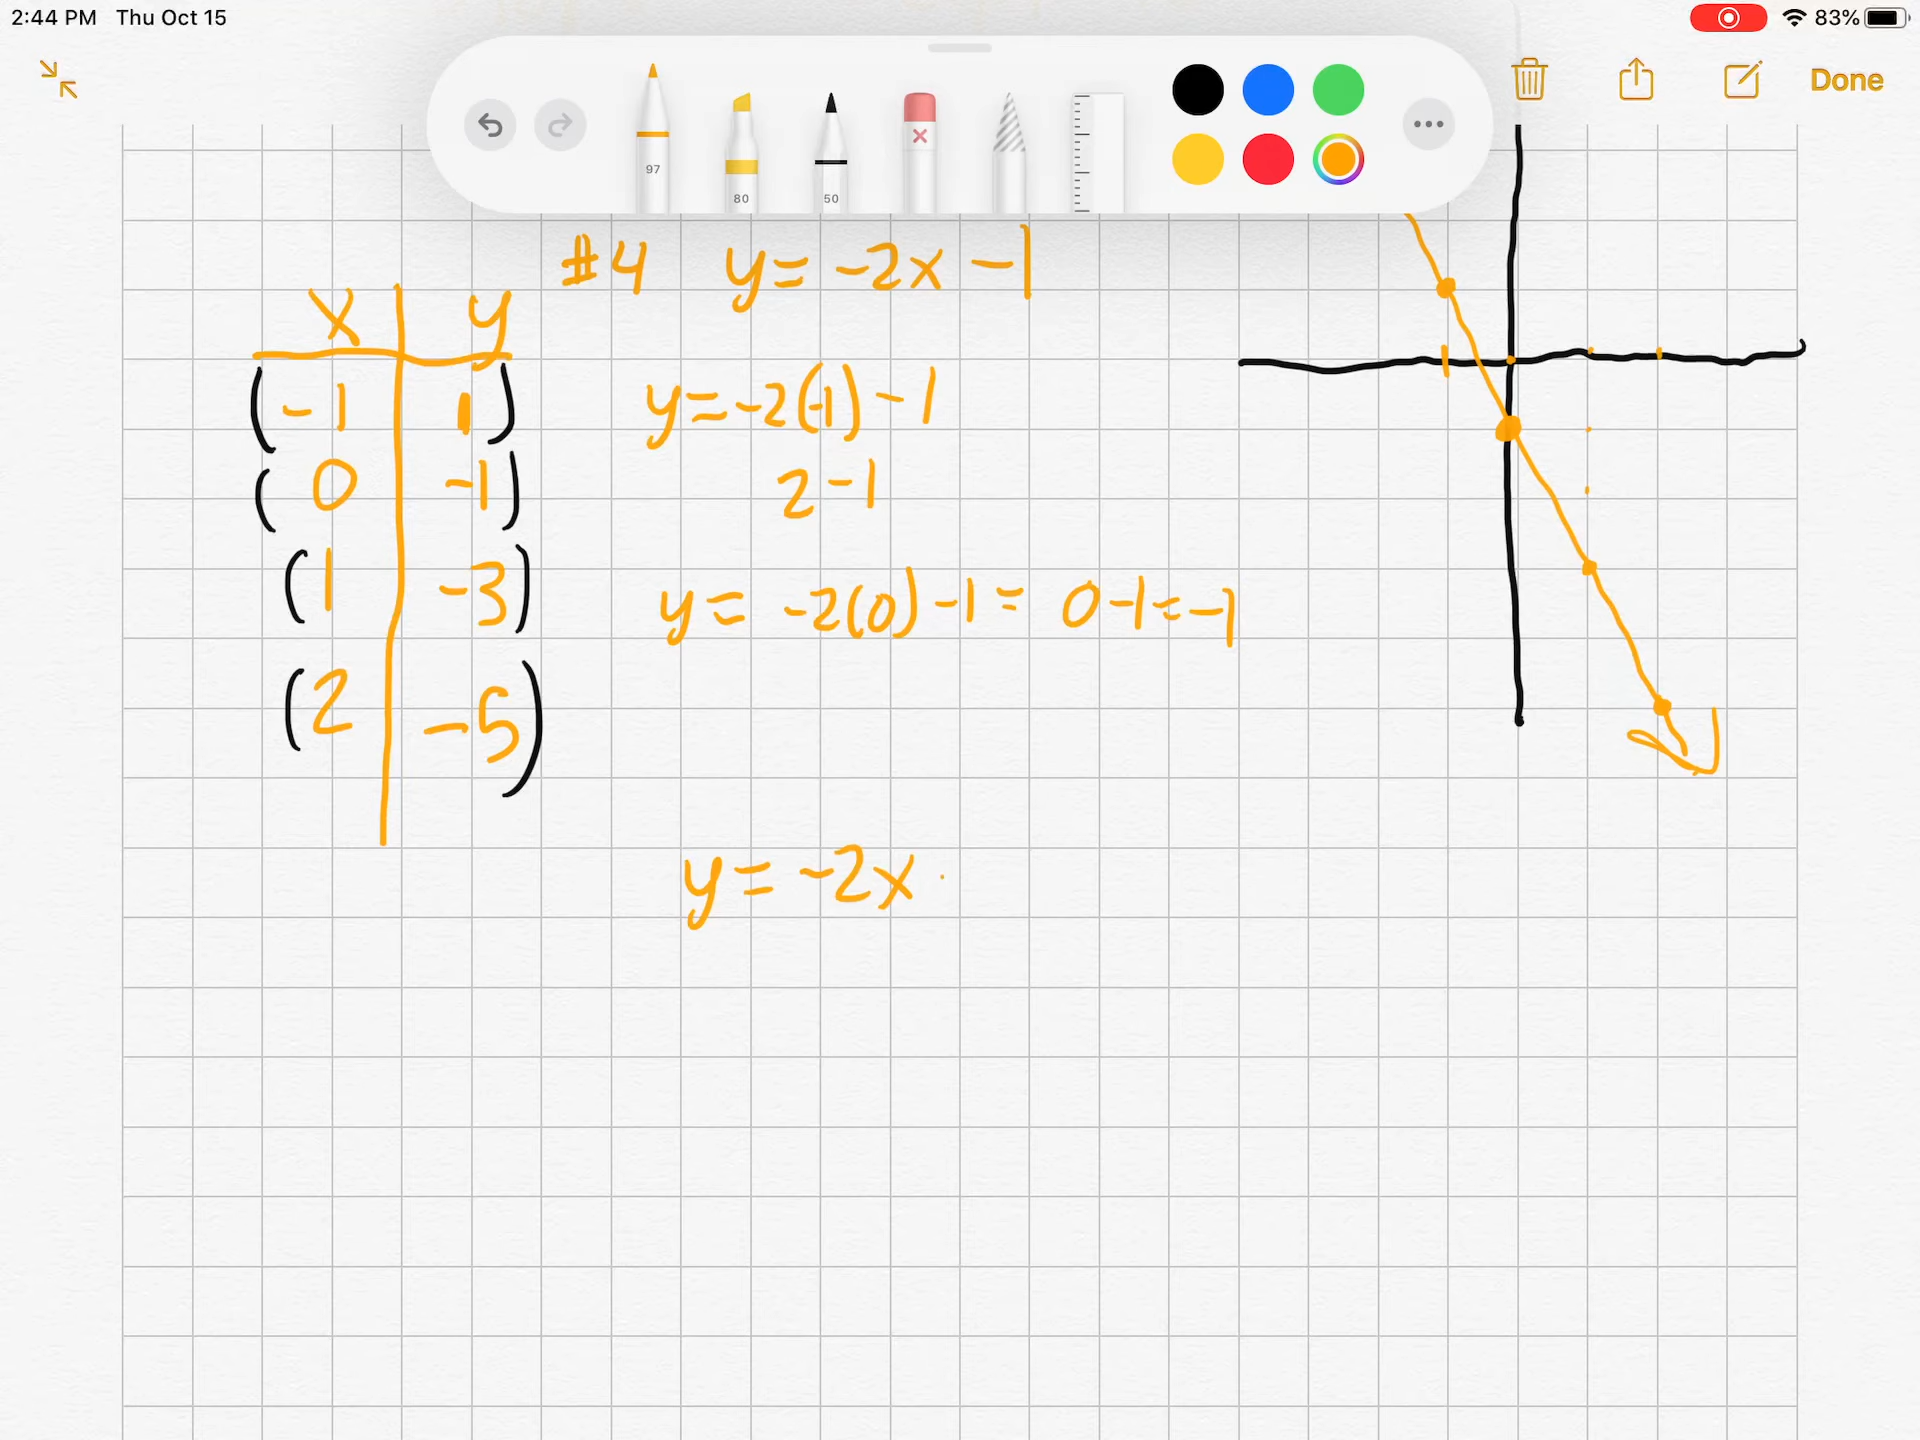 2:44 PM Thu Oct 15 83%
97 80 50
Done
#4 y = -2x - 1
x y
(-1 1)
(0 -1)
(1 -3)
(2 -5)
y = -2(-1) - 1
2 - 1
y = -2(0) - 1 = 0 - 1 = -1
y = -2x